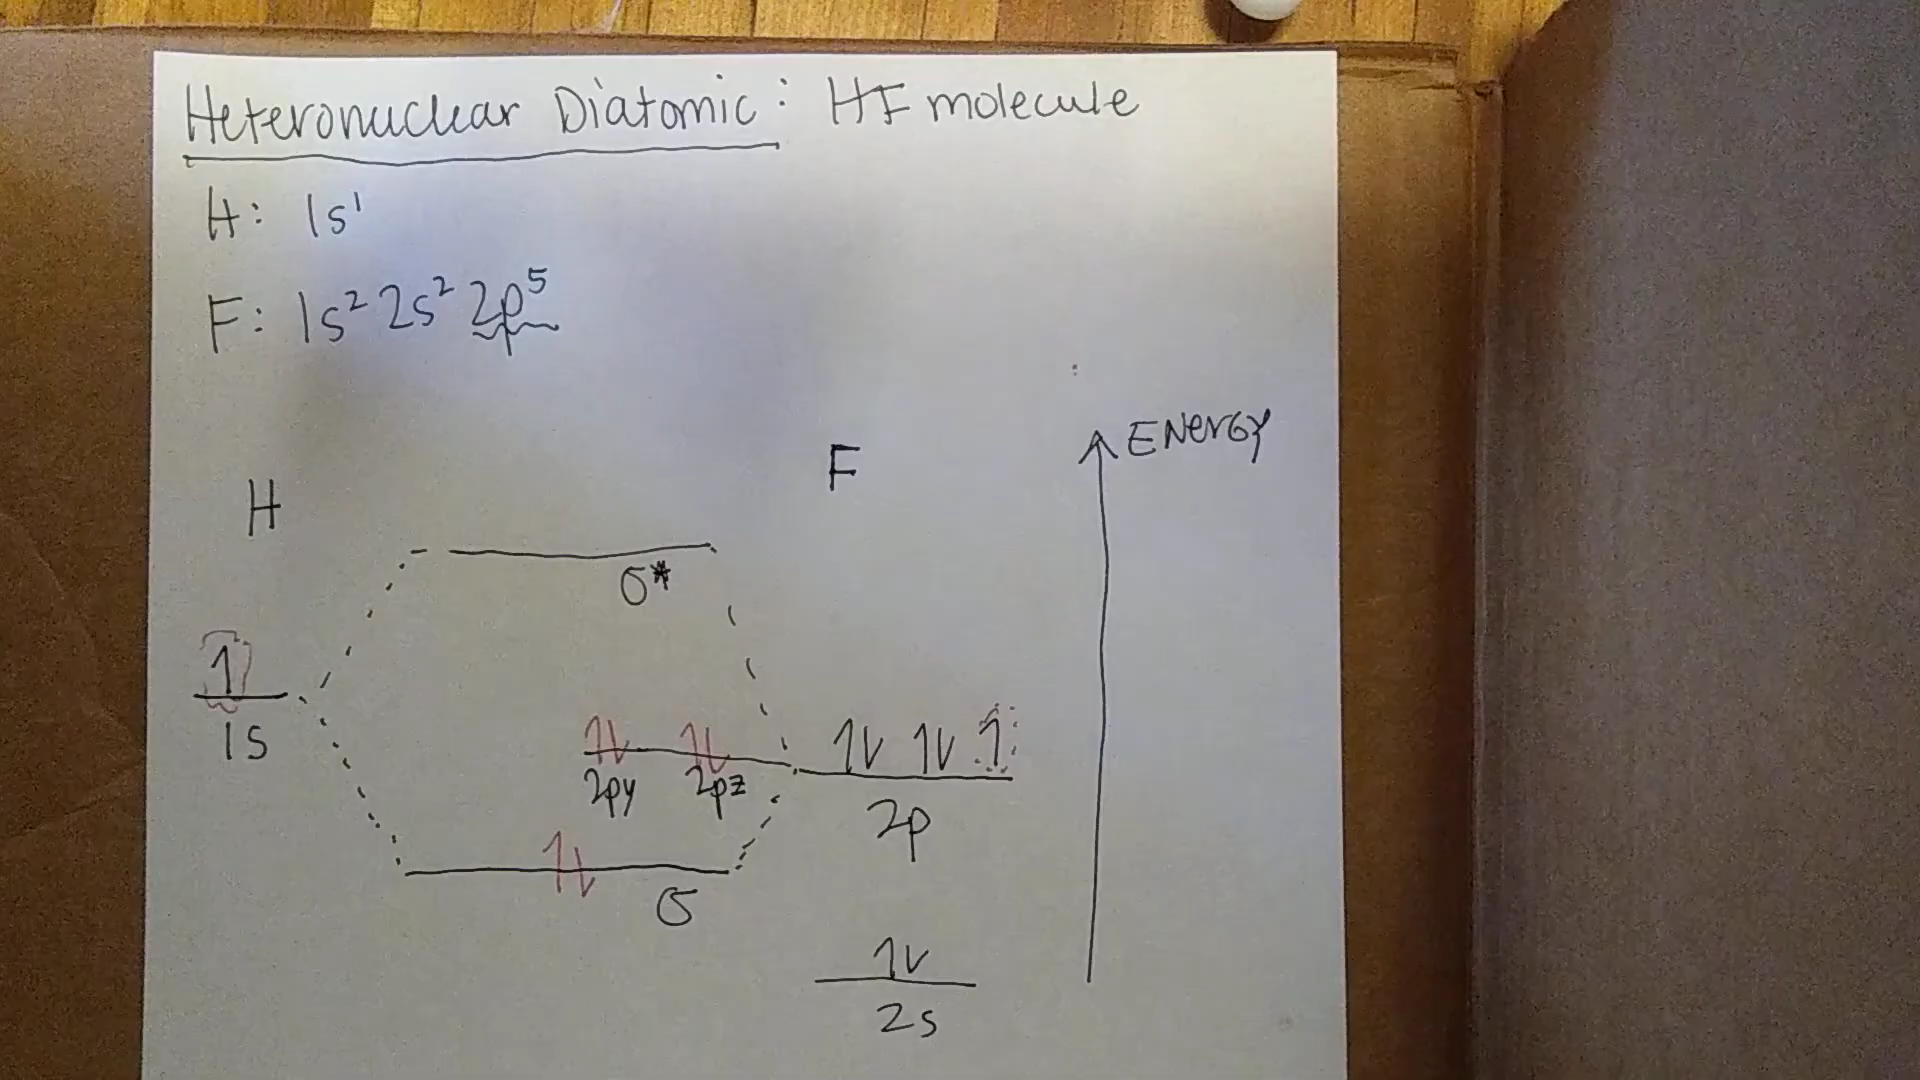 Heteronuclear Diatomic: HF molecule
H: 1s¹
F: 1s² 2s² 2p⁵
ENERGY
F
H
σ*
1s
2py 2pz
2p
σ
2s